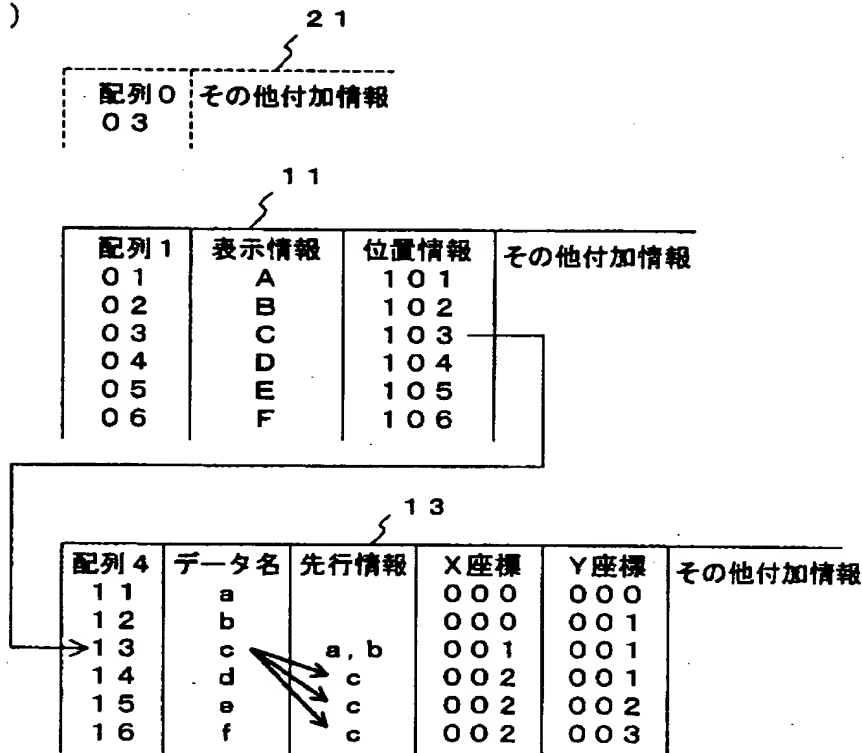 )
21
配列0 その他付加情報
03
11
配列1 表示情報 位置情報 その他付加情報
01 A 101
02 B 102
03 C 103
04 D 104
05 E 105
06 F 106
13
配列4 データ名 先行情報 X座標 Y座標 その他付加情報
11 a 000 000
12 b 000 001
13 c a,b 001 001
14 d c 002 001
15 e c 002 002
16 f c 002 003